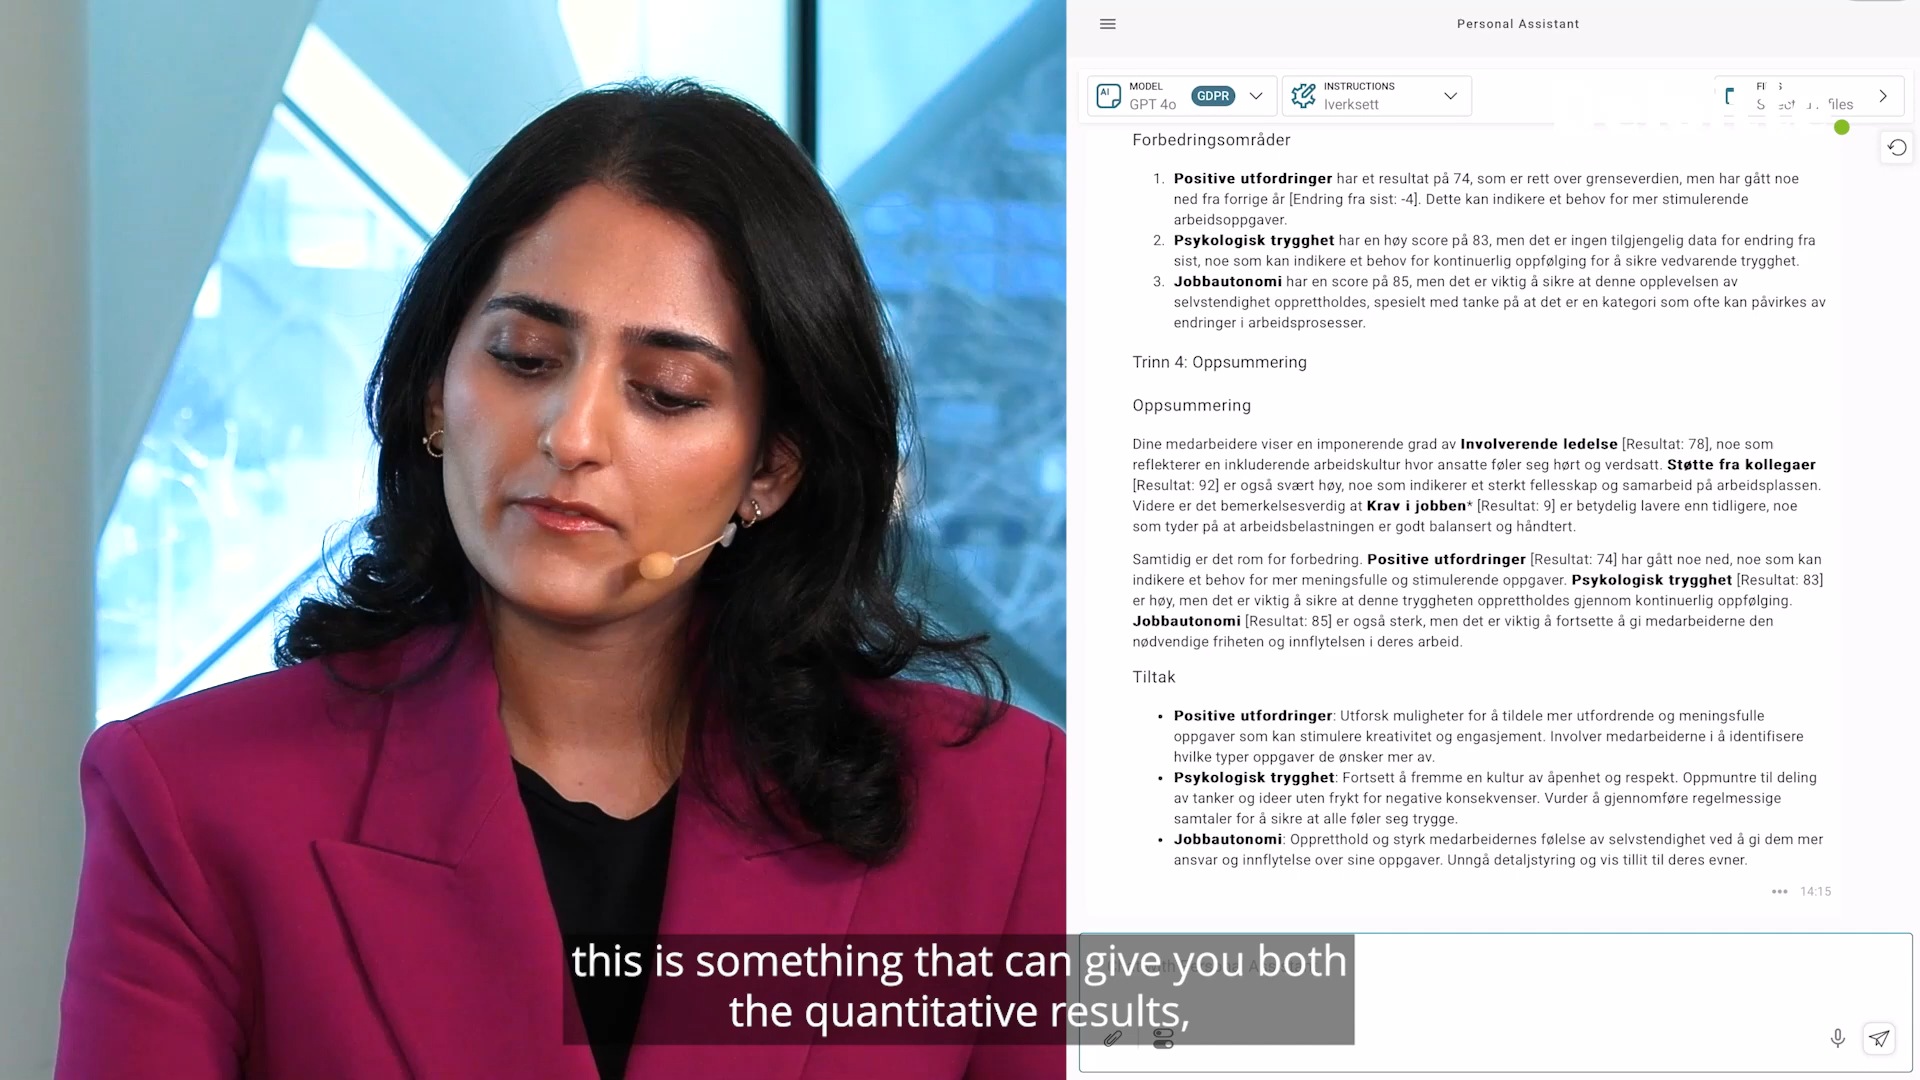 Personal Assistant
MODEL
GPT 4o
GDPR
INSTRUCTIONS
Iverksett
files
Forbedringsområder
1. Positive utfordringer har et resultat på 74, som er rett over grenseverdien, men har gått noe
ned fra forrige år [Endring fra sist: -4]. Dette kan indikere et behov for mer stimulerende
arbeidsoppgaver.
2. Psykologisk trygghet har en høy score på 83, men det er ingen tilgjengelig data for endring fra
sist, noe som kan indikere et behov for kontinuerlig oppfølging for å sikre vedvarende trygghet.
3. Jobbautonomi har en score på 85, men det er viktig å sikre at denne opplevelsen av
selvstendighet opprettholdes, spesielt med tanke på at det er en kategori som ofte kan påvirkes av
endringer i arbeidsprosesser.
Trinn 4: Oppsummering
Oppsummering
Dine medarbeidere viser en imponerende grad av Involverende ledelse [Resultat: 78], noe som
reflekterer en inkluderende arbeidskultur hvor ansatte føler seg hørt og verdsatt. Støtte fra kollegaer
[Resultat: 92] er også svært høy, noe som indikerer et sterkt fellesskap og samarbeid på arbeidsplassen.
Videre er det bemerkelsesverdig at Krav i jobben* [Resultat: 9] er betydelig lavere enn tidligere, noe
som tyder på at arbeidsbelastningen er godt balansert og håndtert.
Samtidig er det rom for forbedring. Positive utfordringer [Resultat: 74] har gått noe ned, noe som kan
indikere et behov for mer meningsfulle og stimulerende oppgaver. Psykologisk trygghet [Resultat: 83]
er høy, men det er viktig å sikre at denne tryggheten opprettholdes gjennom kontinuerlig oppfølging.
Jobbautonomi [Resultat: 85] er også sterk, men det er viktig å fortsette å gi medarbeiderne den
nødvendige friheten og innflytelsen i deres arbeid.
Tiltak
• Positive utfordringer: Utforsk muligheter for å tildele mer utfordrende og meningsfulle
oppgaver som kan stimulere kreativitet og engasjement. Involver medarbeiderne i å identifisere
hvilke typer oppgaver de ønsker mer av.
• Psykologisk trygghet: Fortsett å fremme en kultur av åpenhet og respekt. Oppmuntre til deling
av tanker og ideer uten frykt for negative konsekvenser. Vurder å gjennomføre regelmessige
samtaler for å sikre at alle føler seg trygge.
• Jobbautonomi: Oppretthold og styrk medarbeidernes følelse av selvstendighet ved å gi dem mer
ansvar og innflytelse over sine oppgaver. Unngå detaljstyring og vis tillit til deres evner.
14:15
this is something that can give you both
the quantitative results,